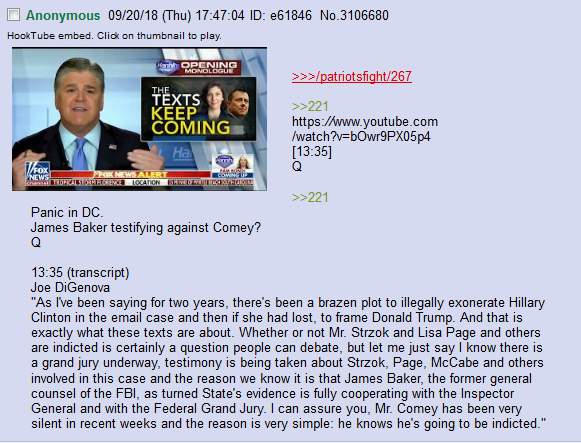 Anonymous 09/20/18 (Thu) 17:47:04 ID: e61846 No.3106680
HookTube embed. Click on thumbnail to play.
Hannity OPENING
MONOLOGUE
THE
TEXTS
KEEP
COMING
Ha
Hannity
PAM BONDI
COMING UP
FOX NEWS ALERT
FOX
NEWS
channel
TROPICAL STORM FLORENCE LOCATION
>>>/patriotsfight/267
>>221
https://www.youtube.com
/watch?v=bOwr9PX05p4
[13:35]
Q
>>221
Panic in DC.
James Baker testifying against Comey?
Q
13:35 (transcript)
Joe DiGenova
"As I've been saying for two years, there's been a brazen plot to illegally exonerate Hillary
Clinton in the email case and then if she had lost, to frame Donald Trump. And that is
exactly what these texts are about. Whether or not Mr. Strzok and Lisa Page and others
are indicted is certainly a question people can debate, but let me just say I know there is
a grand jury underway, testimony is being taken about Strzok, Page, McCabe and others
involved in this case and the reason we know it is that James Baker, the former general
counsel of the FBI, as turned State's evidence is fully cooperating with the Inspector
General and with the Federal Grand Jury. I can assure you, Mr. Comey has been very
silent in recent weeks and the reason is very simple: he knows he's going to be indicted."